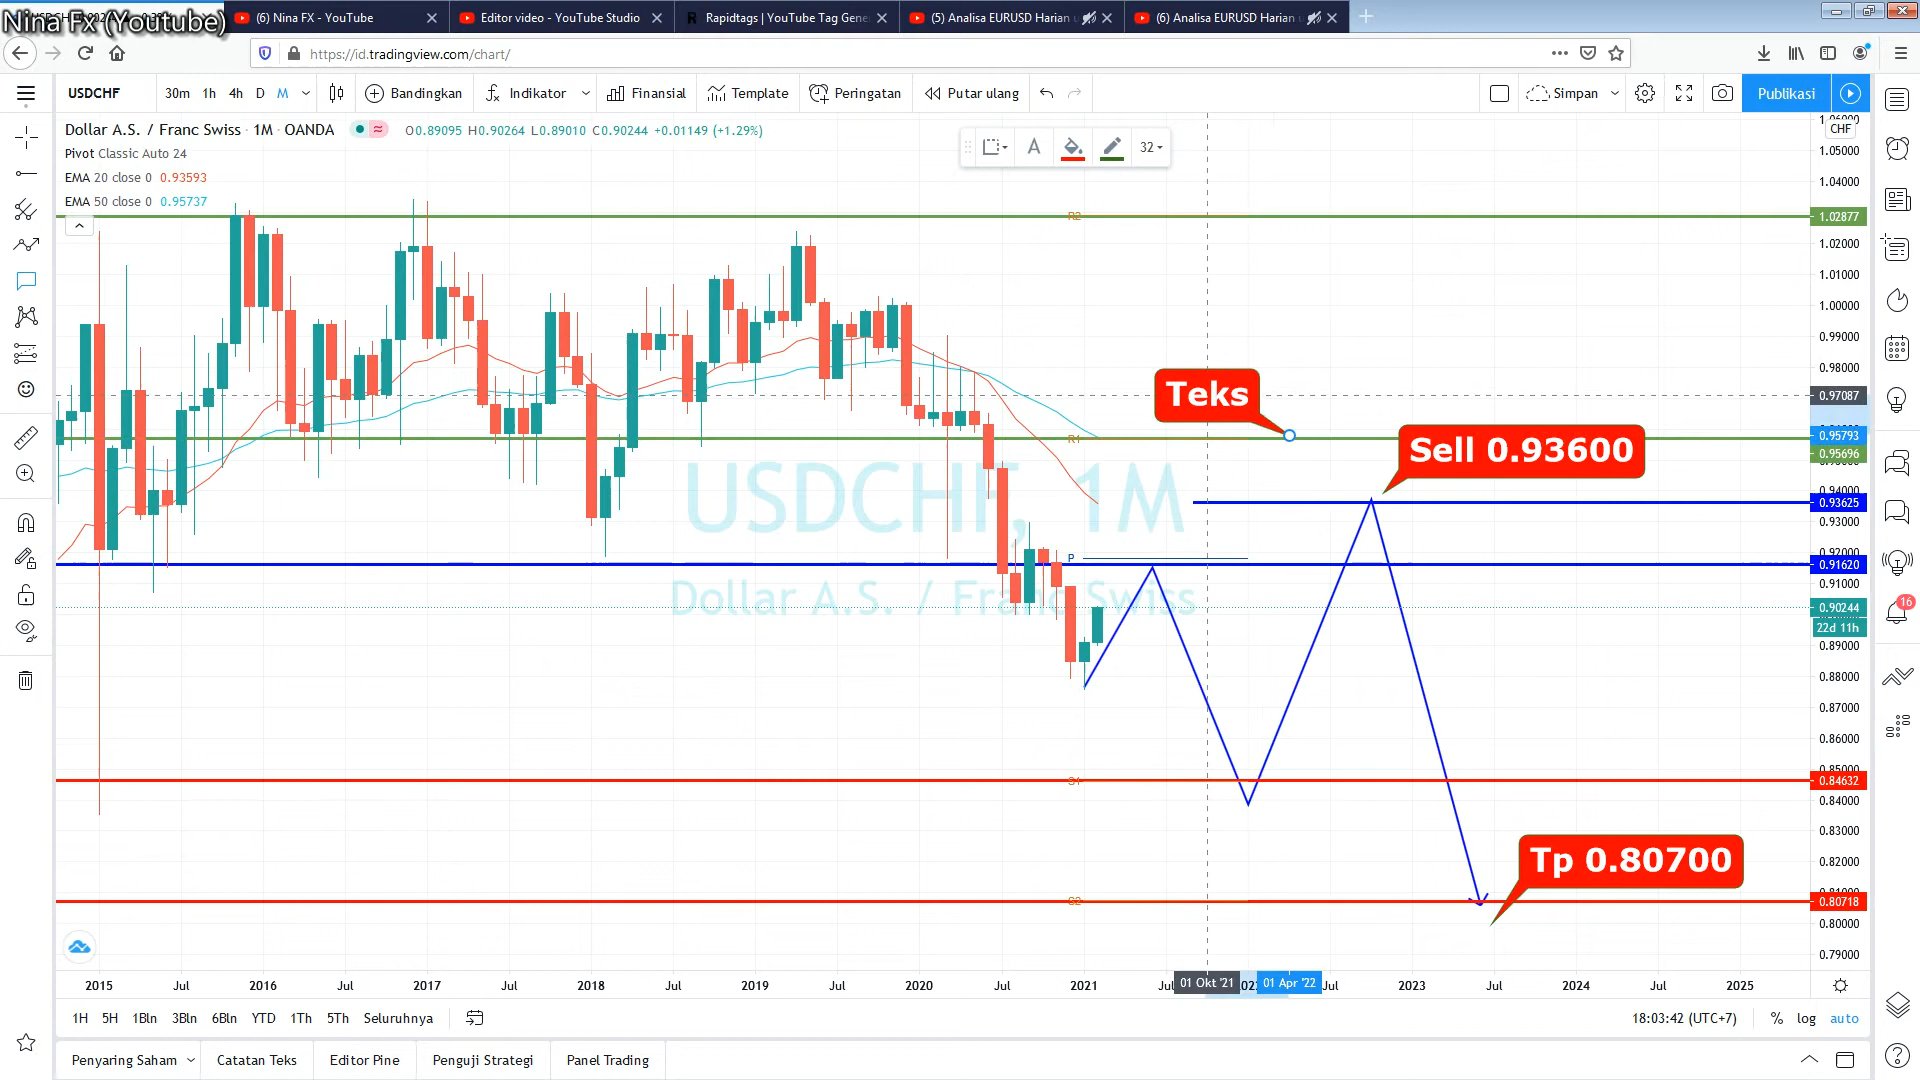 Nina Fx (Youtube)
(6) Nina FX - YouTube
Editor video - YouTube Studio
Rapidtags | YouTube Tag Gene
(5) Analisa EURUSD Harian
(6) Analisa EURUSD Harian
https://id.tradingview.com/chart/
USDCHF
30m 1h 4h D M
Bandingkan
Indikator
Finansial
Template
Peringatan
Putar ulang
Simpan
Publikasi
Dollar A.S. / Franc Swiss · 1M · OANDA
O0.89095 H0.90264 L0.89010 C0.90244 +0.01149 (+1.29%)
Pivot Classic Auto 24
EMA 20 close 0 0.93593
EMA 50 close 0 0.95737
32
CHF
1.05000
1.04000
1.02877
1.02000
1.01000
1.00000
0.99000
0.98000
0.97087
0.95793
0.95696
0.94000
0.93625
0.93000
0.92000
0.91620
0.91000
0.90244
22d 11h
0.89000
0.88000
0.87000
0.86000
0.85000
0.84632
0.84000
0.83000
0.82000
0.81000
0.80718
0.80000
0.79000
R2
R1
P
S1
S2
Teks
Sell 0.93600
Tp 0.80700
USDCHF, 1M
Dollar A.S. / Franc Swiss
16
2015 Jul 2016 Jul 2017 Jul 2018 Jul 2019 Jul 2020 Jul 2021 Jul 01 Okt '21 01 Apr '22 Jul 2023 Jul 2024 Jul 2025
1H 5H 1Bln 3Bln 6Bln YTD 1Th 5Th Seluruhnya
18:03:42 (UTC+7) % log auto
Penyaring Saham
Catatan Teks
Editor Pine
Penguji Strategi
Panel Trading